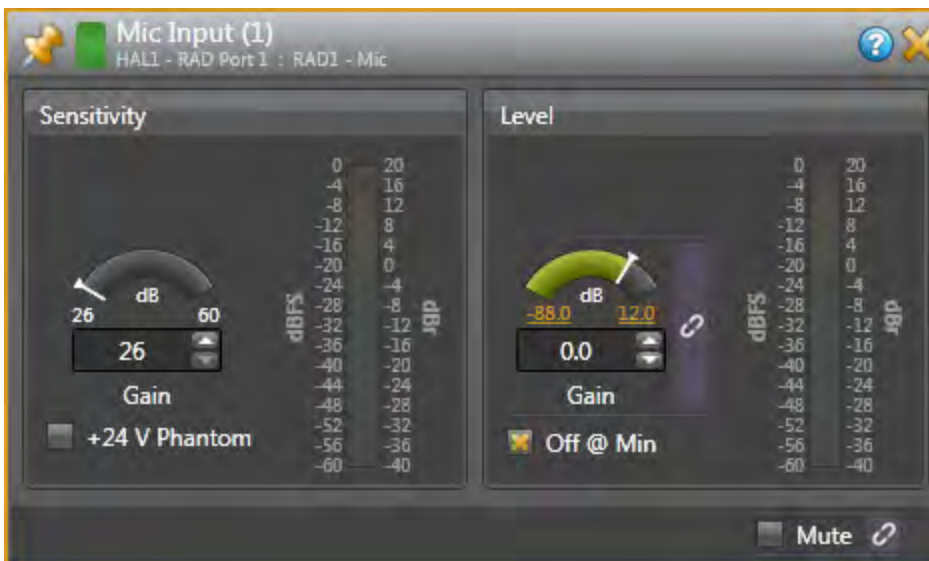 Mic Input (1)
HAL1 - RAD Port 1 : RAD1 - Mic
?
Sensitivity
0 20
-4 16
-8 12
-12 8
-16 4
-20 0
-24 -4
-28 -8
-32 -12
-36 -16
-40 -20
-44 -24
-48 -28
-52 -32
-56 -36
-60 -40
dBFS
dBr
dB
26 60
26
Gain
+24 V Phantom
Level
0 20
-4 16
-8 12
-12 8
-16 4
-20 0
-24 -4
-28 -8
-32 -12
-36 -16
-40 -20
-44 -24
-48 -28
-52 -32
-56 -36
-60 -40
dBFS
dBr
dB
-88.0 12.0
0.0
Gain
Off @ Min
Mute